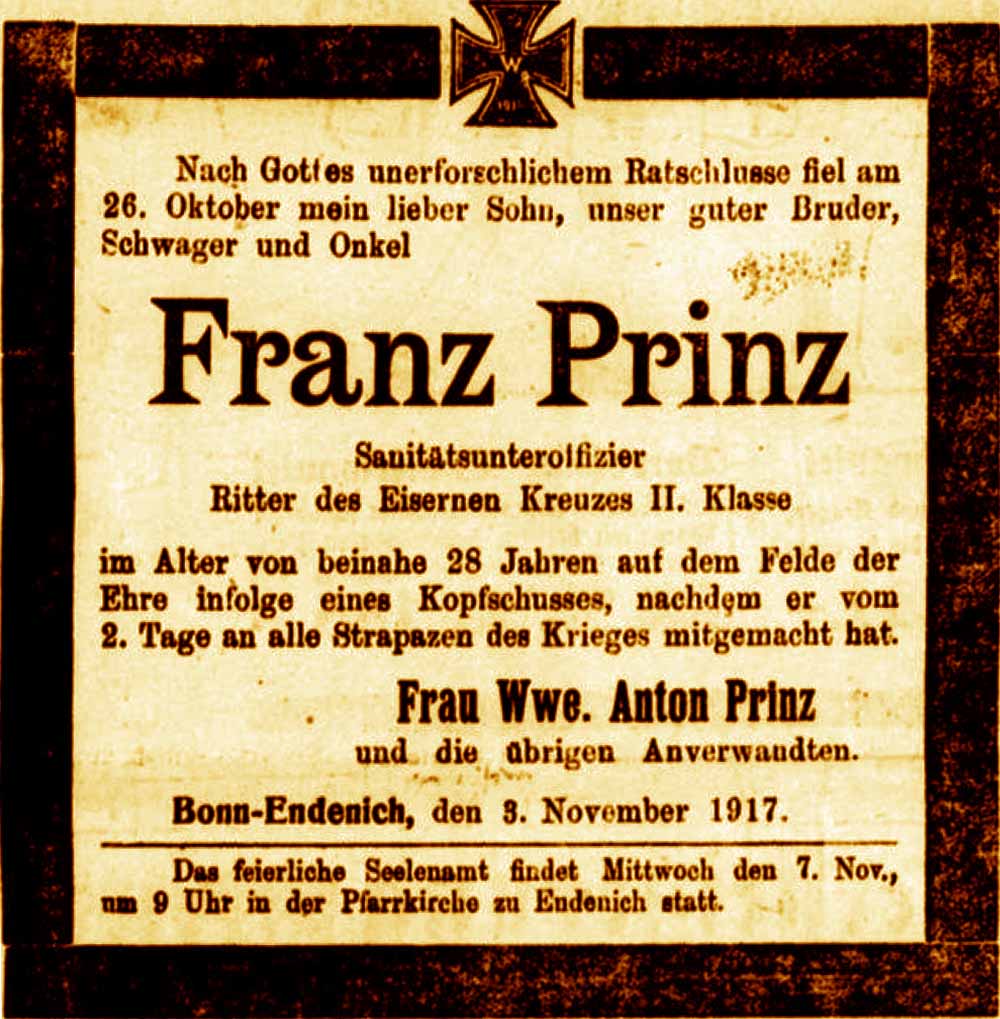 W
1914
Nach Gottes unerforschlichem Ratschlusse fiel am
26. Oktober mein lieber Sohn, unser guter Bruder,
Schwager und Onkel
Franz Prinz
Sanitätsunteroffizier
Ritter des Eisernen Kreuzes II. Klasse
im Alter von beinahe 28 Jahren auf dem Felde der
Ehre infolge eines Kopfschusses, nachdem er vom
2. Tage an alle Strapazen des Krieges mitgemacht hat.
Frau Wwe. Anton Prinz
und die übrigen Anverwandten.
Bonn-Endenich, den 3. November 1917.
Das feierliche Seelenamt findet Mittwoch den 7. Nov.,
um 9 Uhr in der Pfarrkirche zu Endenich statt.